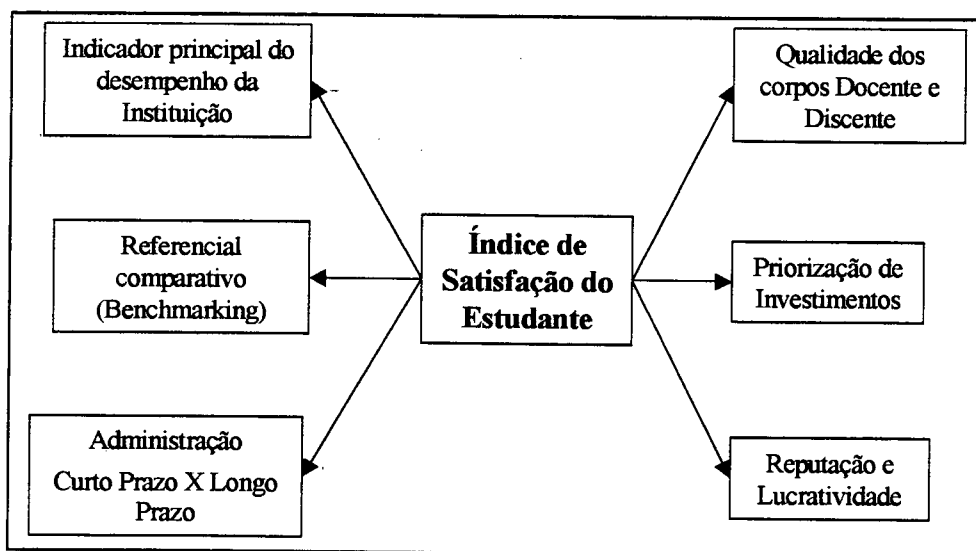 Indicador principal do
desempenho da
Instituição
Referencial
comparativo
(Benchmarking)
Administração
Curto Prazo X Longo
Prazo
Índice de
Satisfação do
Estudante
Qualidade dos
corpos Docente e
Discente
Priorização de
Investimentos
Reputação e
Lucratividade